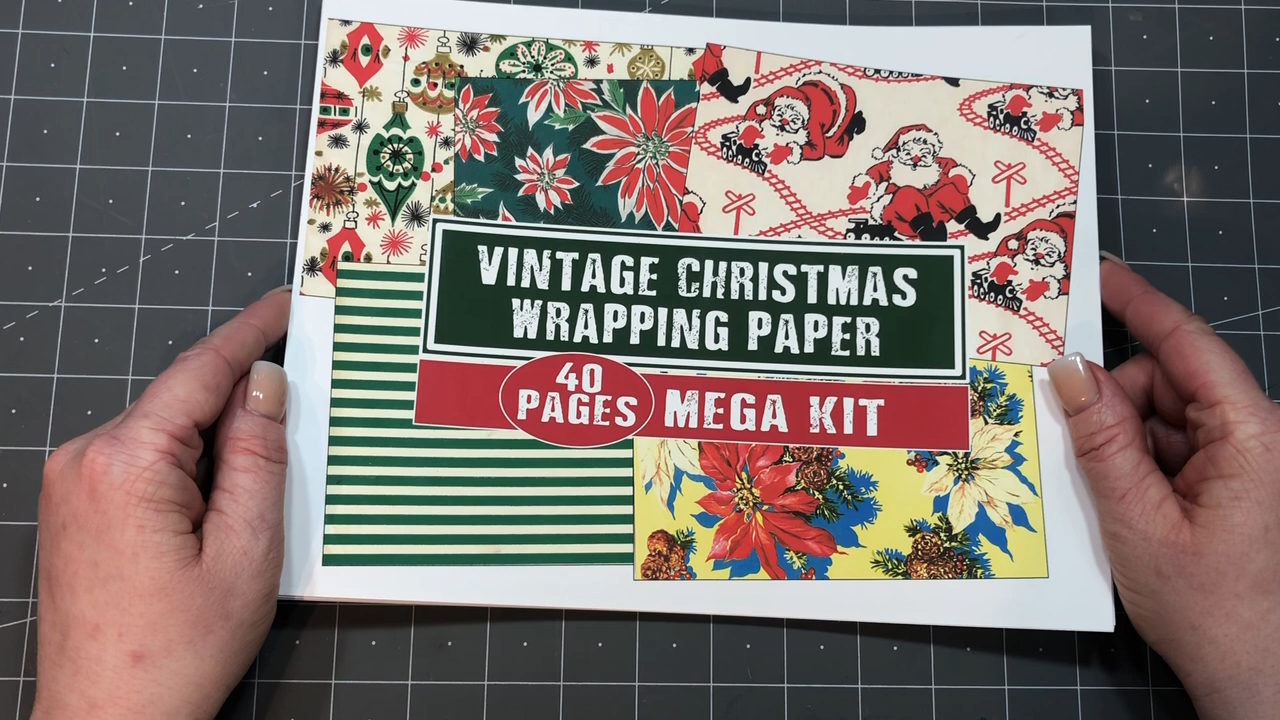 VINTAGE CHRISTMAS
WRAPPING PAPER
40
PAGES
MEGA KIT